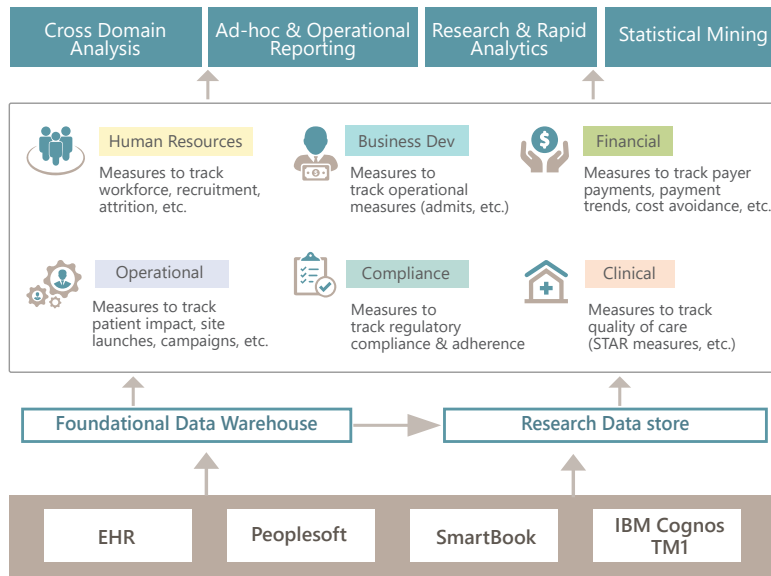 Cross Domain
Analysis
Ad-hoc & Operational
Reporting
Research & Rapid
Analytics
Statistical Mining
Human Resources
Measures to track
workforce, recruitment,
attrition, etc.
Business Dev
Measures to
track operational
measures (admits, etc.)
$
Financial
Measures to track payer
payments, payment
trends, cost avoidance, etc.
$
Operational
Measures to track
patient impact, site
launches, campaigns, etc.
Compliance
Measures to
track regulatory
compliance & adherence
Clinical
Measures to track
quality of care
(STAR measures, etc.)
Foundational Data Warehouse
Research Data store
EHR
Peoplesoft
SmartBook
IBM Cognos
TM1